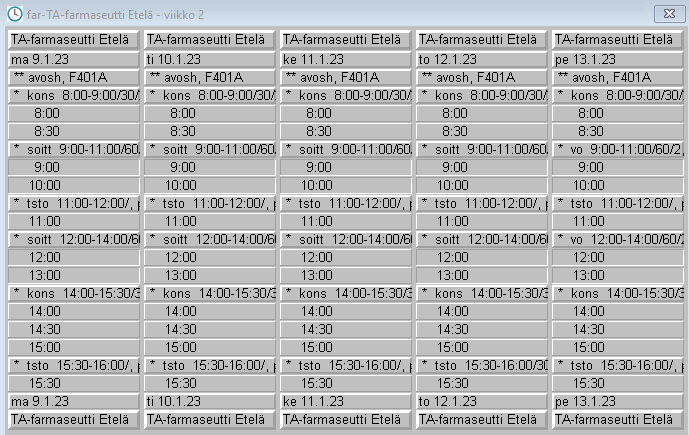 far-TA-farmaseutti Etelä - viikko 2
TA-farmaseutti Etelä TA-farmaseutti Etelä TA-farmaseutti Etelä TA-farmaseutti Etelä TA-farmaseutti Etelä
ma 9.1.23 ti 10.1.23 ke 11.1.23 to 12.1.23 pe 13.1.23
** avosh, F401A ** avosh, F401A ** avosh, F401A ** avosh, F401A ** avosh, F401A
* kons 8:00-9:00/30/ * kons 8:00-9:00/30/ * kons 8:00-9:00/30/ * kons 8:00-9:00/30/ * kons 8:00-9:00/30/2
8:00 8:00 8:00 8:00 8:00
8:30 8:30 8:30 8:30 8:30
* soitt 9:00-11:00/60 * soitt 9:00-11:00/60 * soitt 9:00-11:00/60 * soitt 9:00-11:00/60 * vo 9:00-11:00/60/2,
9:00 9:00 9:00 9:00 9:00
10:00 10:00 10:00 10:00 10:00
* tsto 11:00-12:00/, p * tsto 11:00-12:00/, p * tsto 11:00-12:00/, p * tsto 11:00-12:00/, p * tsto 11:00-12:00/, p
11:00 11:00 11:00 11:00 11:00
* soitt 12:00-14:00/6 * soitt 12:00-14:00/6 * soitt 12:00-14:00/6 * soitt 12:00-14:00/6 * vo 12:00-14:00/60/2
12:00 12:00 12:00 12:00 12:00
13:00 13:00 13:00 13:00 13:00
* kons 14:00-15:30/3 * kons 14:00-15:30/3 * kons 14:00-15:30/3 * kons 14:00-15:30/3 * kons 14:00-15:30/3
14:00 14:00 14:00 14:00 14:00
14:30 14:30 14:30 14:30 14:30
15:00 15:00 15:00 15:00 15:00
* tsto 15:30-16:00/, p * tsto 15:30-16:00/, p * tsto 15:30-16:00/, p * tsto 15:30-16:00/30 * tsto 15:30-16:00/, p
15:30 15:30 15:30 15:30 15:30
ma 9.1.23 ti 10.1.23 ke 11.1.23 to 12.1.23 pe 13.1.23
TA-farmaseutti Etelä TA-farmaseutti Etelä TA-farmaseutti Etelä TA-farmaseutti Etelä TA-farmaseutti Etelä